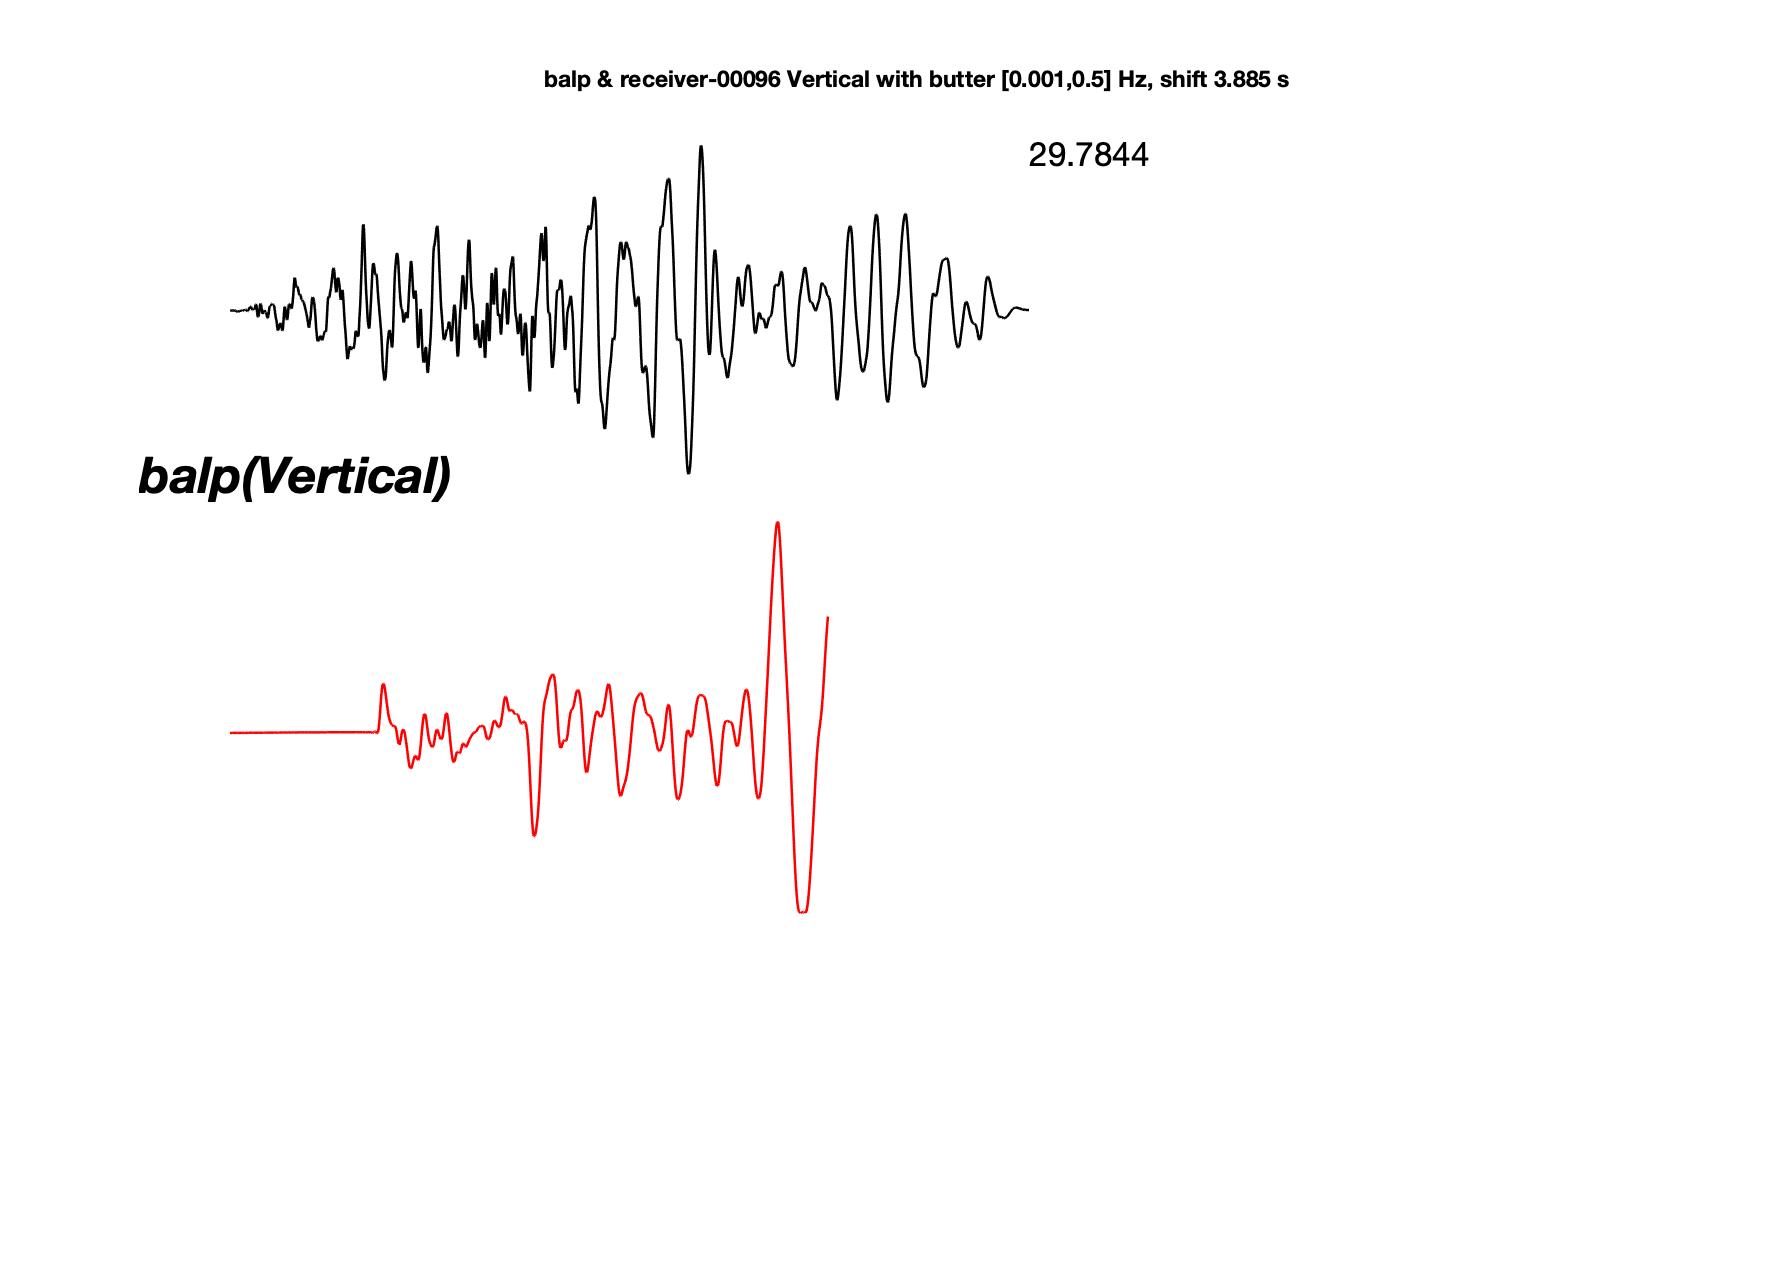 balp & receiver-00096 Vertical with butter [0.001,0.5] Hz, shift 3.885 s
29.7844
balp(Vertical)